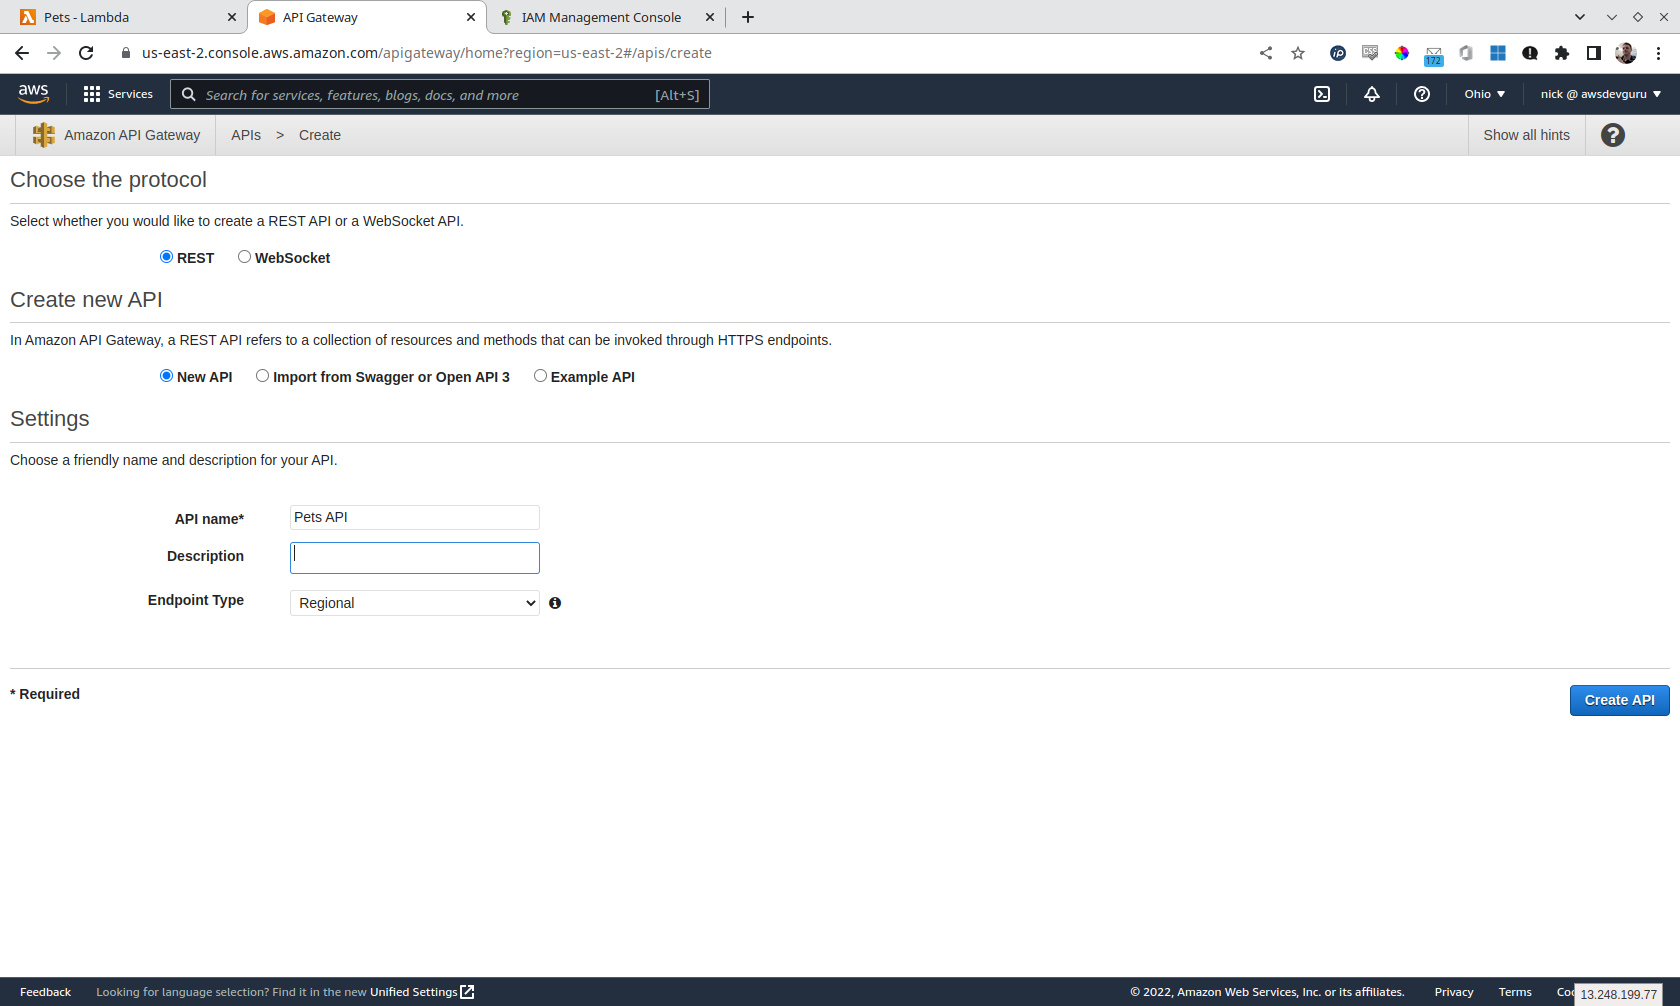 Pets - Lambda
API Gateway
IAM Management Console
us-east-2.console.aws.amazon.com/apigateway/home?region=us-east-2#/apis/create
172
aws Services Search for services, features, blogs, docs, and more [Alt+S] Ohio nick @ awsdevguru
Amazon API Gateway APIs > Create Show all hints
Choose the protocol
Select whether you would like to create a REST API or a WebSocket API.
REST WebSocket
Create new API
In Amazon API Gateway, a REST API refers to a collection of resources and methods that can be invoked through HTTPS endpoints.
New API Import from Swagger or Open API 3 Example API
Settings
Choose a friendly name and description for your API.
API name* Pets API
Description
Endpoint Type Regional
* Required
Create API
Feedback Looking for language selection? Find it in the new Unified Settings © 2022, Amazon Web Services, Inc. or its affiliates. Privacy Terms
13.248.199.77